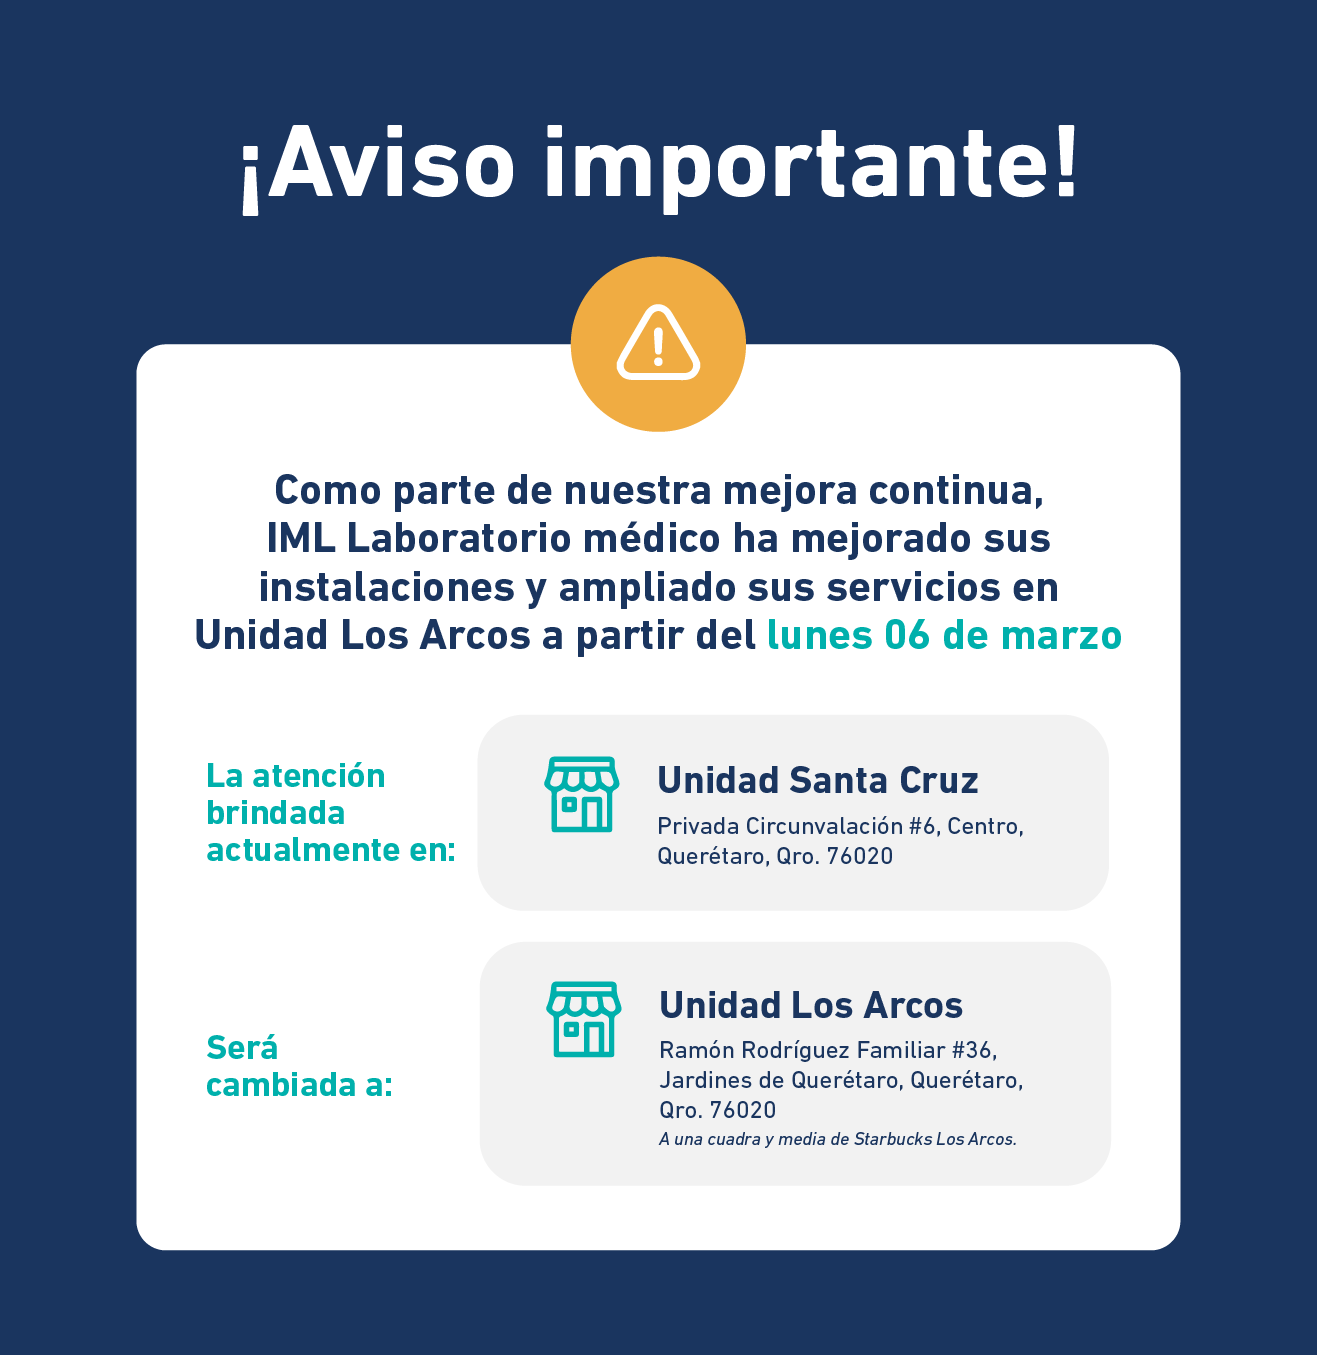 ¡Aviso importante!
Como parte de nuestra mejora continua,
IML Laboratorio médico ha mejorado sus
instalaciones y ampliado sus servicios en
Unidad Los Arcos a partir del lunes 06 de marzo
La atención
brindada
actualmente en:
Unidad Santa Cruz
Privada Circunvalación #6, Centro,
Querétaro, Qro. 76020
Será
cambiada a:
Unidad Los Arcos
Ramón Rodríguez Familiar #36,
Jardines de Querétaro, Querétaro,
Qro. 76020
A una cuadra y media de Starbucks Los Arcos.